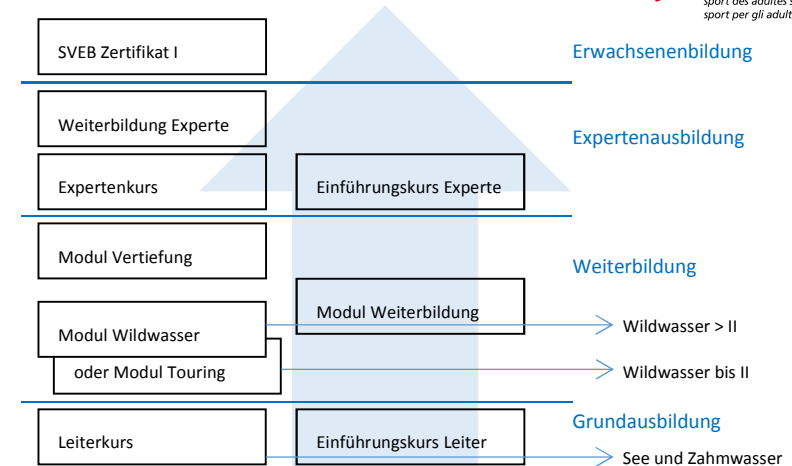 sport des adultes s
sport per gli adult
SVEB Zertifikat I
Erwachsenenbildung
Weiterbildung Experte
Expertenausbildung
Expertenkurs
Einführungskurs Experte
Modul Vertiefung
Weiterbildung
Modul Weiterbildung
Modul Wildwasser
Wildwasser > II
oder Modul Touring
Wildwasser bis II
Grundausbildung
Leiterkurs
Einführungskurs Leiter
See und Zahmwasser